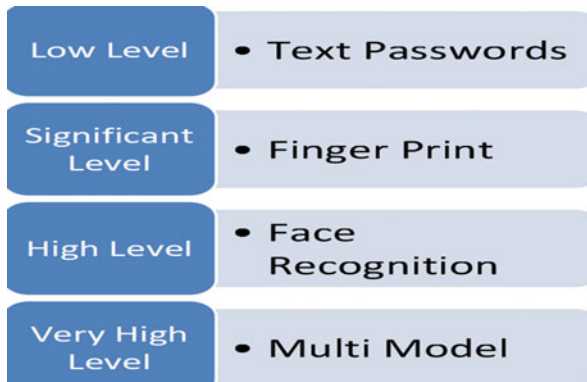 Low Level
• Text Passwords
Significant
Level
• Finger Print
High Level
• Face
Recognition
Very High
Level
• Multi Model